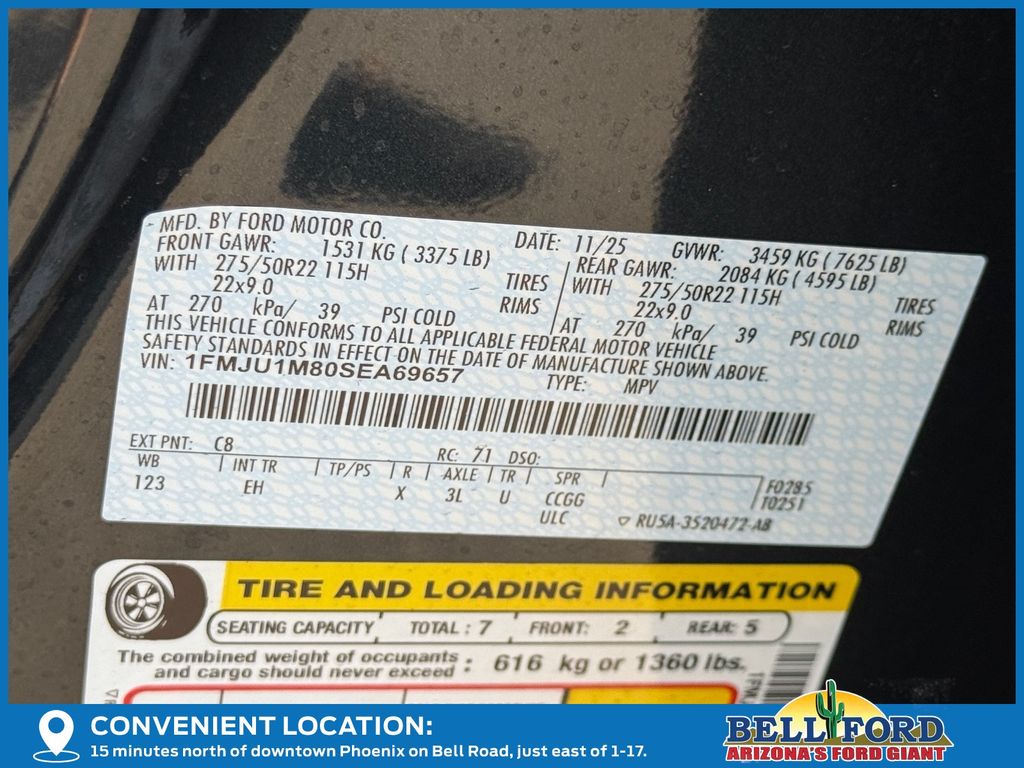 MFD. BY FORD MOTOR CO. DATE: 11/25 GVWR: 3459 KG ( 7625 LB)
FRONT GAWR: 1531 KG ( 3375 LB) REAR GAWR: 2084 KG ( 4595 LB)
WITH 275/50R22 115H TIRES WITH 275/50R22 115H TIRES
22x9.0 RIMS 22x9.0 RIMS
AT 270 kPa/ 39 PSI COLD AT 270 kPa/ 39 PSI COLD
THIS VEHICLE CONFORMS TO ALL APPLICABLE FEDERAL MOTOR VEHICLE
SAFETY STANDARDS IN EFFECT ON THE DATE OF MANUFACTURE SHOWN ABOVE.
VIN: 1FMJU1M80SEA69657 TYPE: MPV
EXT PNT: C8 RC: 71 DSO:
WB INT TR TP/PS R AXLE TR SPR
123 EH X 3L U CCGG
ULC
F0285
T0251
RU5A-3520472-AB
TIRE AND LOADING INFORMATION
SEATING CAPACITY TOTAL : 7 FRONT: 2 REAR: 5
The combined weight of occupants
and cargo should never exceed : 616 kg or 1360 lbs.
CONVENIENT LOCATION:
15 minutes north of downtown Phoenix on Bell Road, just east of 1-17.
BELL FORD
ARIZONA'S FORD GIANT